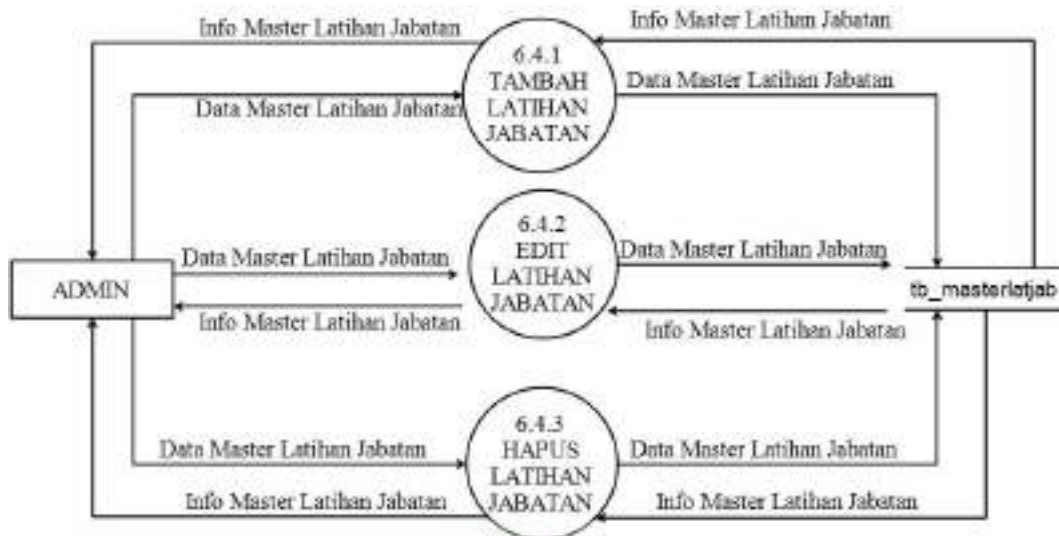 Info Master Latihan Jabatan
Info Master Latihan Jabatan
6.4.1
TAMBAH
LATIHAN
JABATAN
Data Master Latihan Jabatan
Data Master Latihan Jabatan
6.4.2
EDIT
LATIHAN
JABATAN
Data Master Latihan Jabatan
Data Master Latihan Jabatan
ADMIN
tb_masterlatjab
Info Master Latihan Jabatan
Info Master Latihan Jabatan
6.4.3
HAPUS
LATIHAN
JABATAN
Data Master Latihan Jabatan
Data Master Latihan Jabatan
Info Master Latihan Jabatan
Info Master Latihan Jabatan